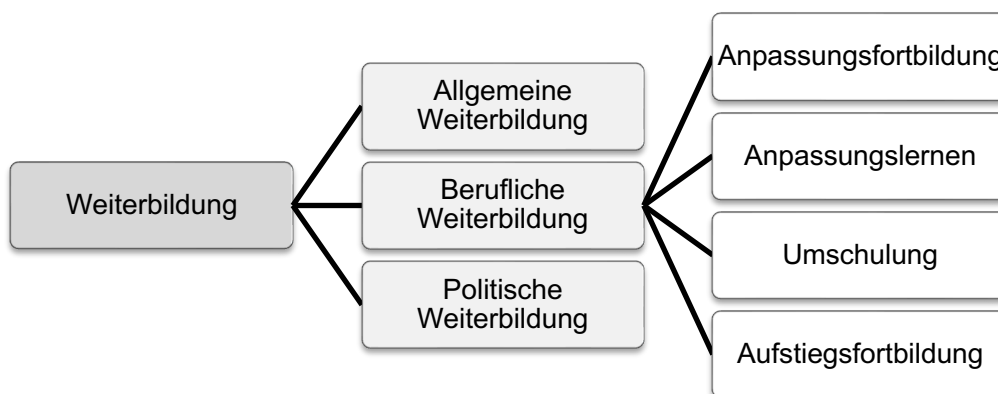 Weiterbildung
Allgemeine
Weiterbildung
Berufliche
Weiterbildung
Politische
Weiterbildung
Anpassungsfortbildung
Anpassungslernen
Umschulung
Aufstiegsfortbildung